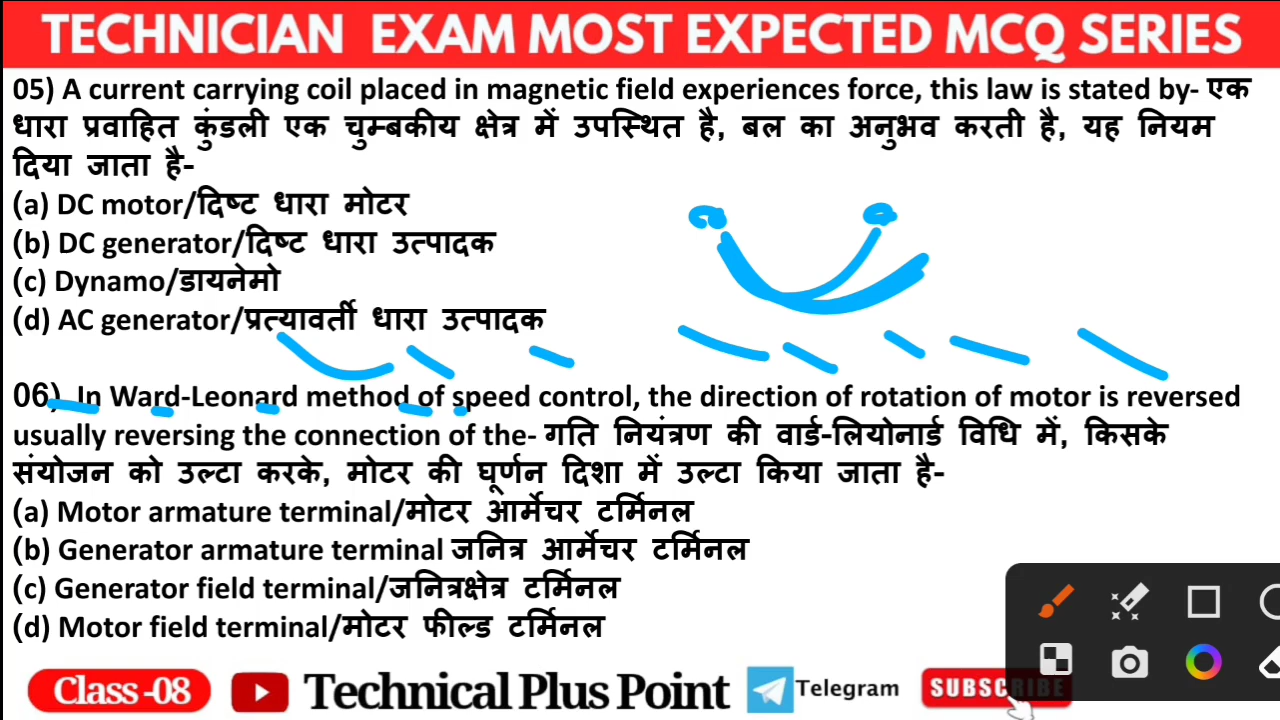 TECHNICIAN EXAM MOST EXPECTED MCQ SERIES
05) A current carrying coil placed in magnetic field experiences force, this law is stated by- एक
धारा प्रवाहित कुंडली एक चुम्बकीय क्षेत्र में उपस्थित है, बल का अनुभव करती है, यह नियम
दिया जाता है-
(a) DC motor/दिष्ट धारा मोटर
(b) DC generator/दिष्ट धारा उत्पादक
(c) Dynamo/डायनेमो
(d) AC generator/प्रत्यावर्ती धारा उत्पादक
06) In Ward-Leonard method of speed control, the direction of rotation of motor is reversed
usually reversing the connection of the- गति नियंत्रण की वार्ड-लियोनार्ड विधि में, किसके
संयोजन को उल्टा करके, मोटर की घूर्णन दिशा में उल्टा किया जाता है-
(a) Motor armature terminal/मोटर आर्मेचर टर्मिनल
(b) Generator armature terminal जनित्र आर्मेचर टर्मिनल
(c) Generator field terminal/जनित्रक्षेत्र टर्मिनल
(d) Motor field terminal/मोटर फील्ड टर्मिनल
Class -08 Technical Plus Point Telegram SUBSCRIBE